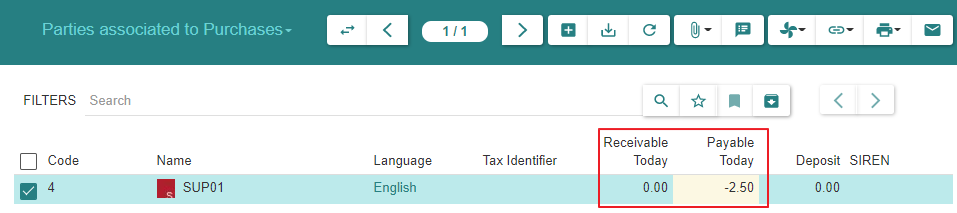 Parties associated to Purchases
1 / 1
FILTERS Search
Code Name Language Tax Identifier Receivable Today Payable Today Deposit SIREN
4 S SUP01 English 0.00 -2.50 0.00